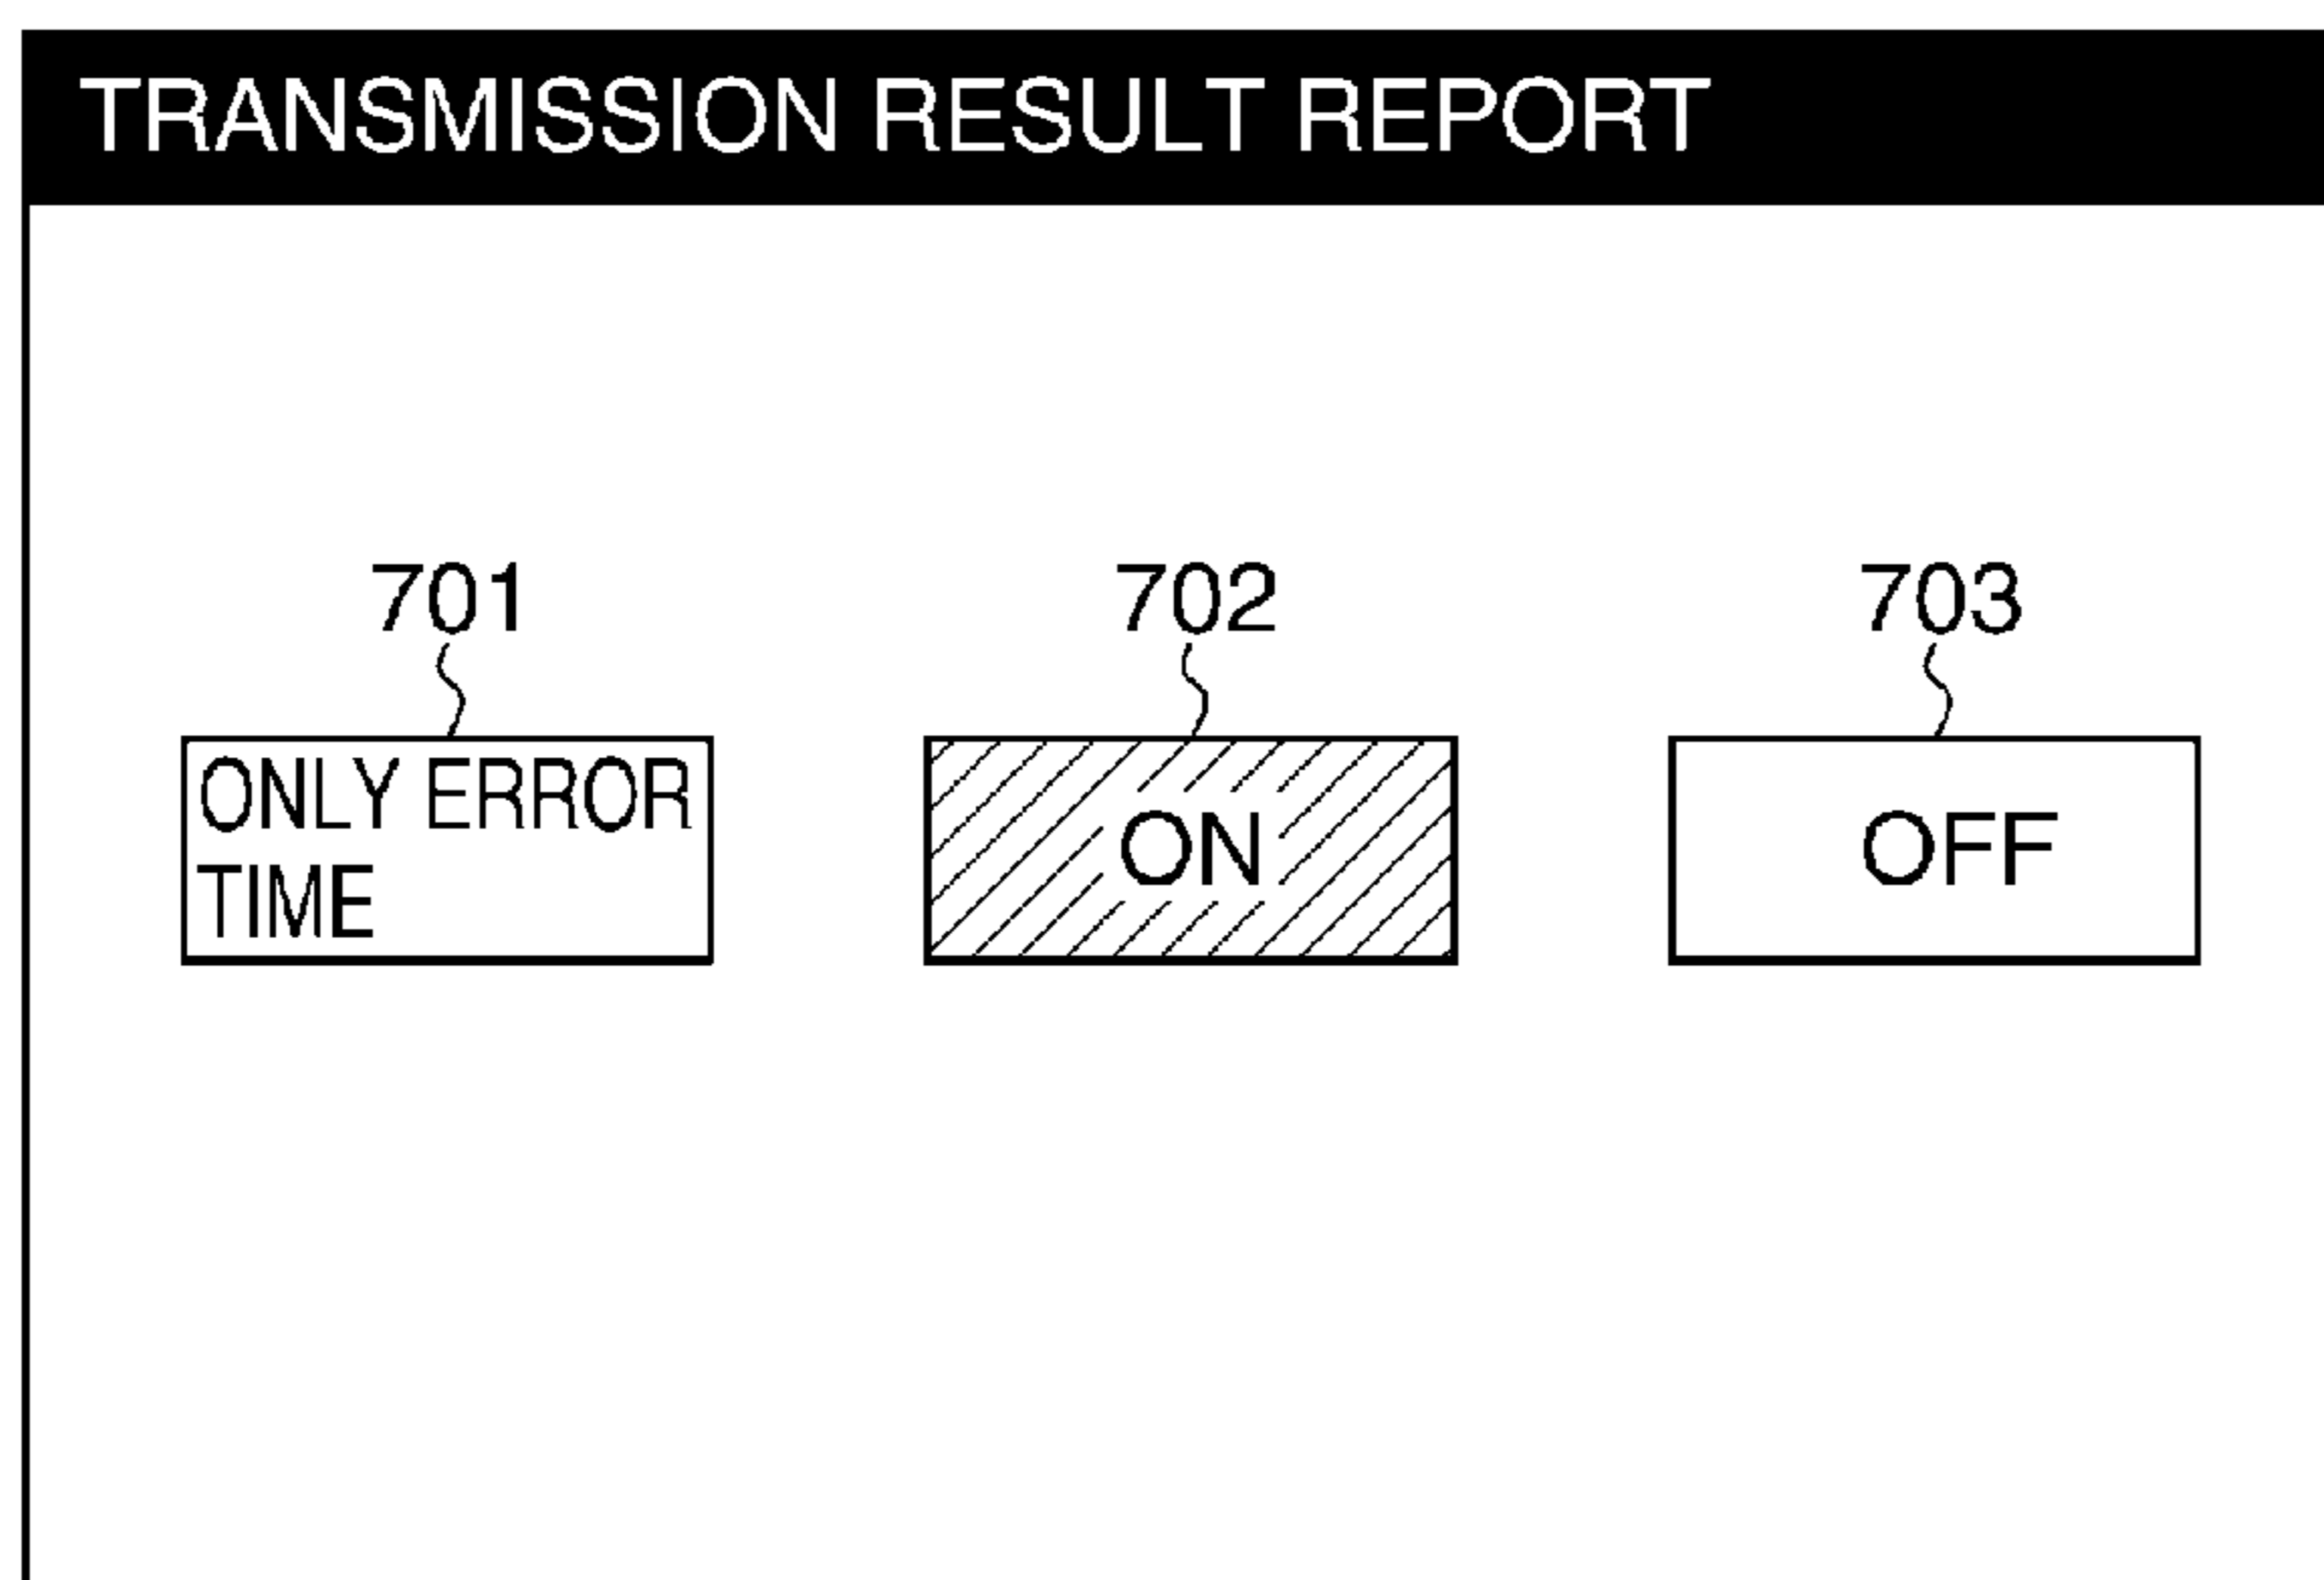 TRANSMISSION RESULT REPORT
701
702
703
ONLY ERROR
TIME
ON
OFF